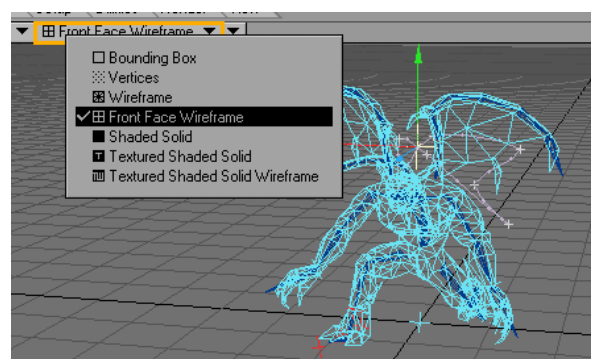 Front Face Wireframe
Bounding Box
Vertices
Wireframe
Front Face Wireframe
Shaded Solid
Textured Shaded Solid
Textured Shaded Solid Wireframe